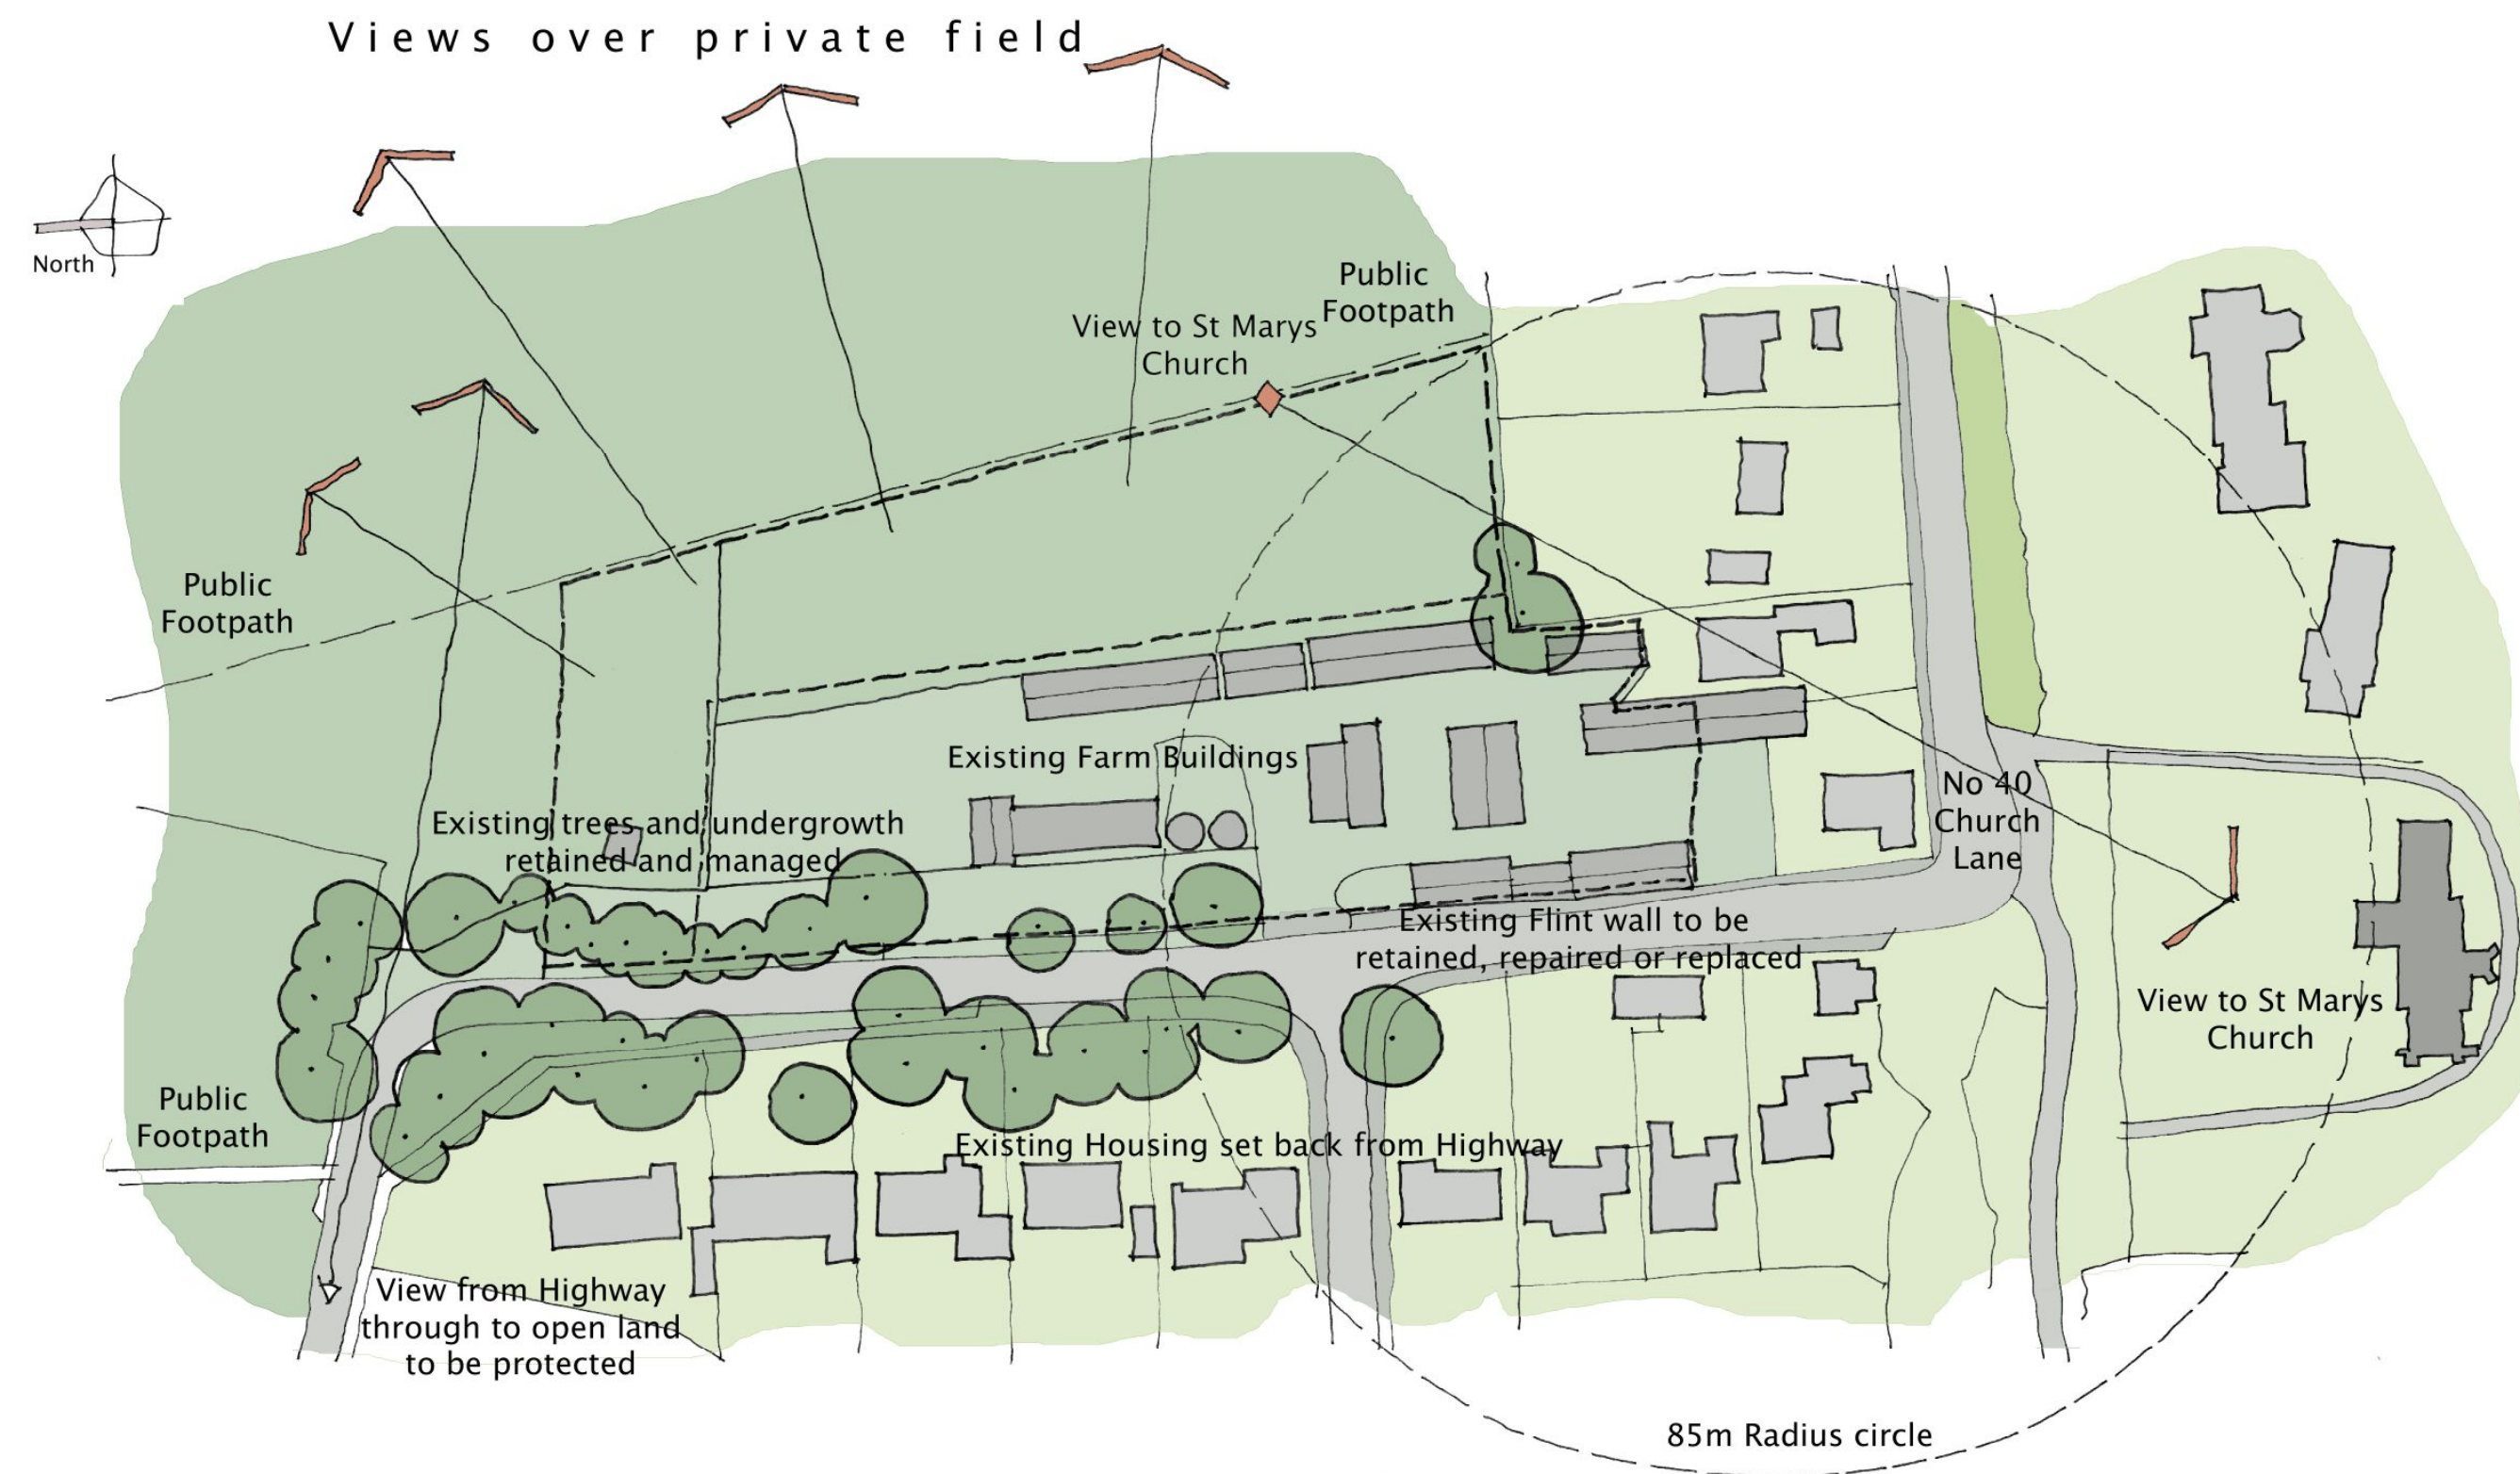 Views over private field
North
Public
Footpath
View to St Marys
Church
Public
Footpath
Existing Farm Buildings
No 40
Church
Lane
Existing trees and undergrowth
retained and managed
Existing Flint wall to be
retained, repaired or replaced
View to St Marys
Church
Public
Footpath
Existing Housing set back from Highway
View from Highway
through to open land
to be protected
85m Radius circle